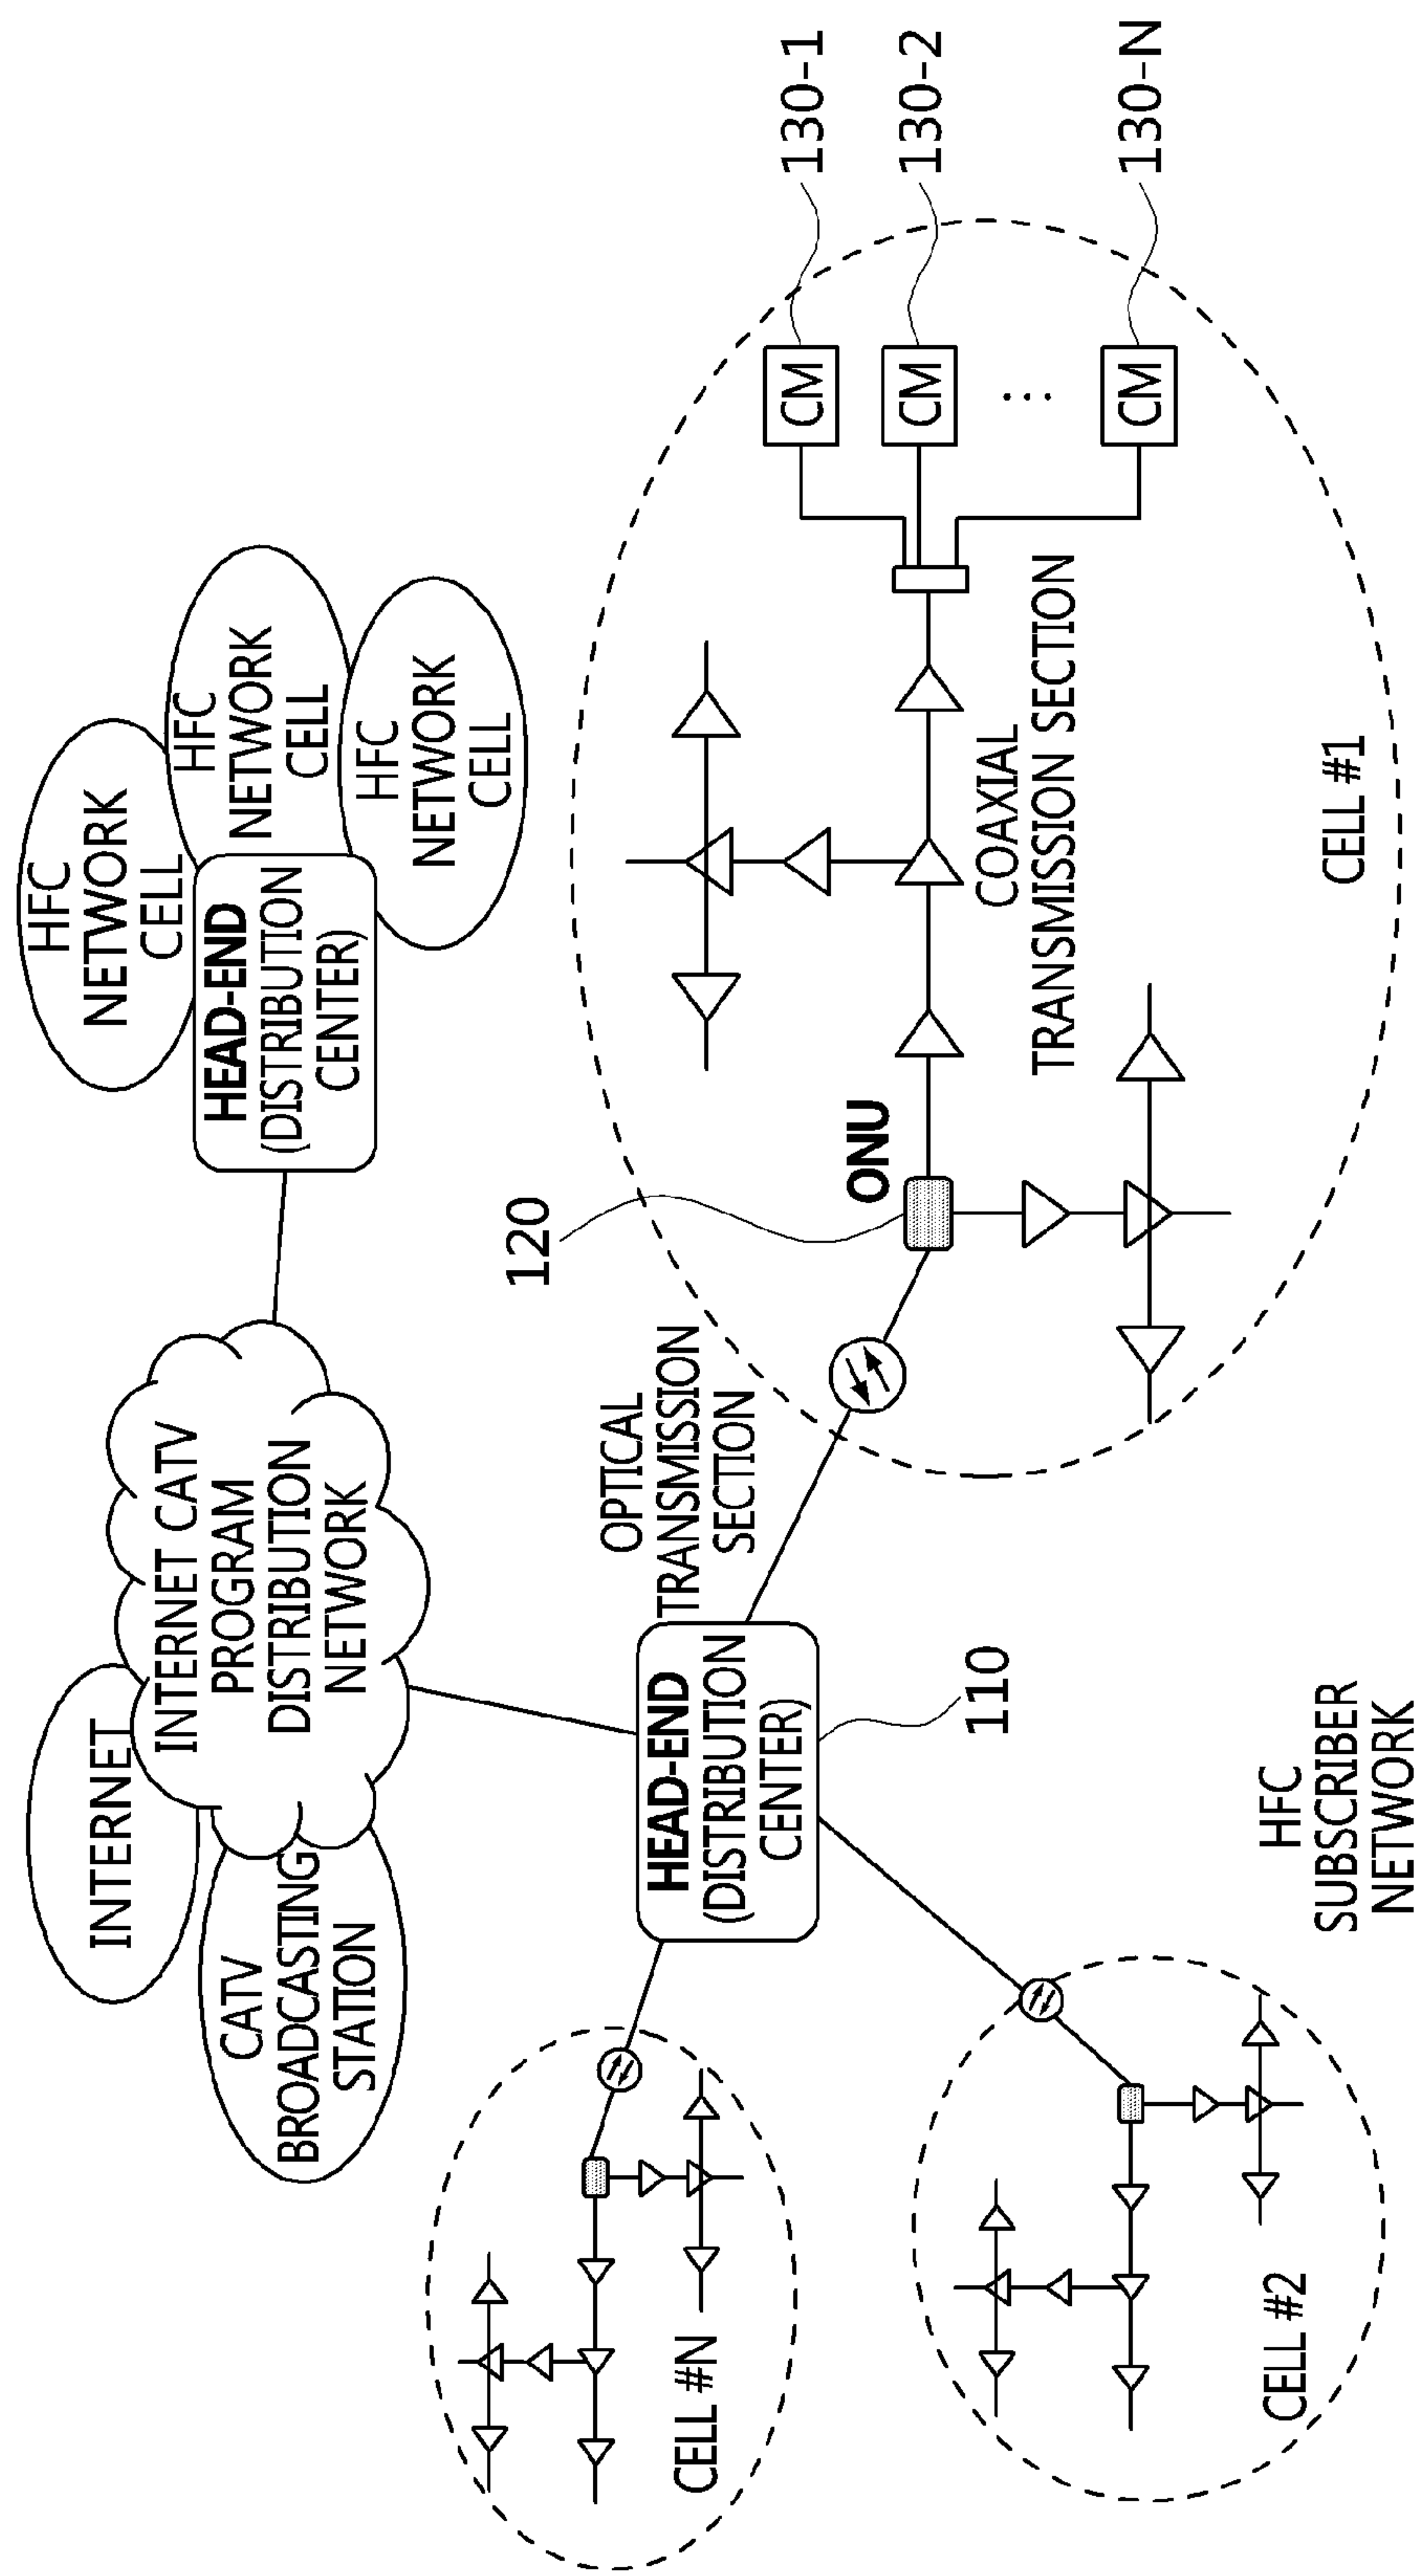 INTERNET
CATV
BROADCASTING
STATION
INTERNET CATV
PROGRAM
DISTRIBUTION
NETWORK
HFC
NETWORK
CELL
HFC
NETWORK
CELL
HFC
NETWORK
CELL
HEAD-END
(DISTRIBUTION
CENTER)
HEAD-END
(DISTRIBUTION
CENTER)
110
OPTICAL
TRANSMISSION
SECTION
120
ONU
COAXIAL
TRANSMISSION SECTION
CM
CM
...
CM
130-1
130-2
130-N
CELL #1
CELL #N
CELL #2
HFC
SUBSCRIBER
NETWORK